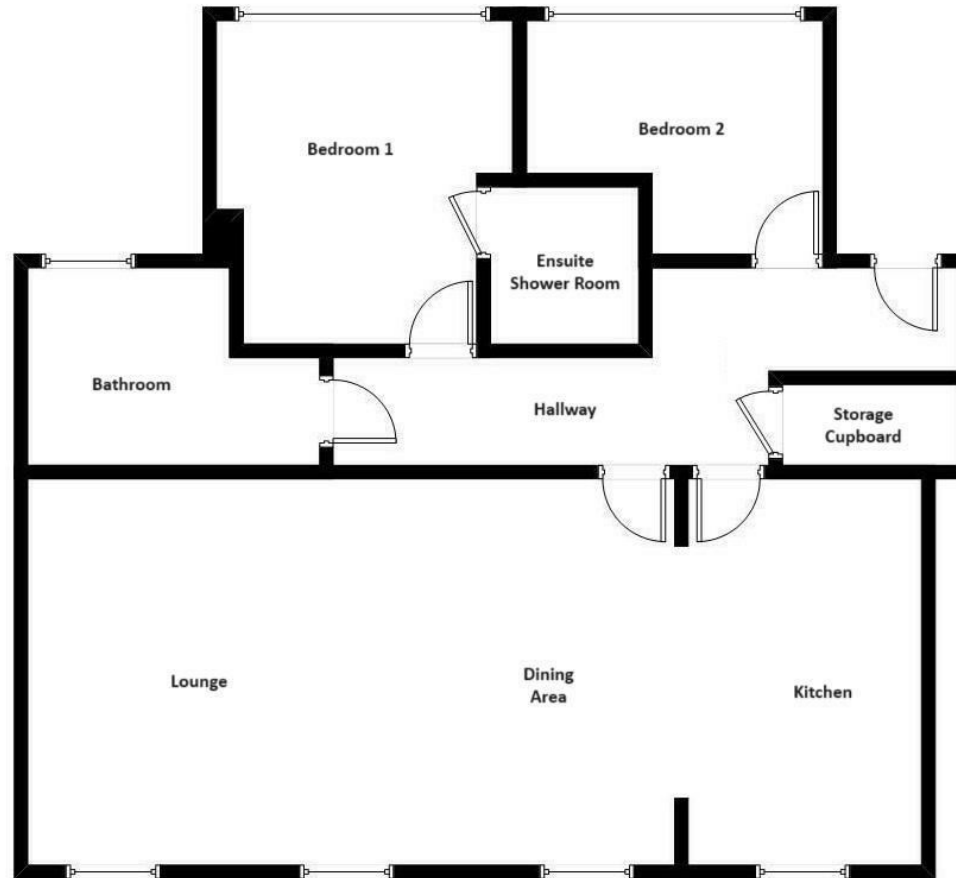 Bedroom 1
Bedroom 2
Ensuite
Shower Room
Bathroom
Hallway
Storage
Cupboard
Lounge
Dining
Area
Kitchen